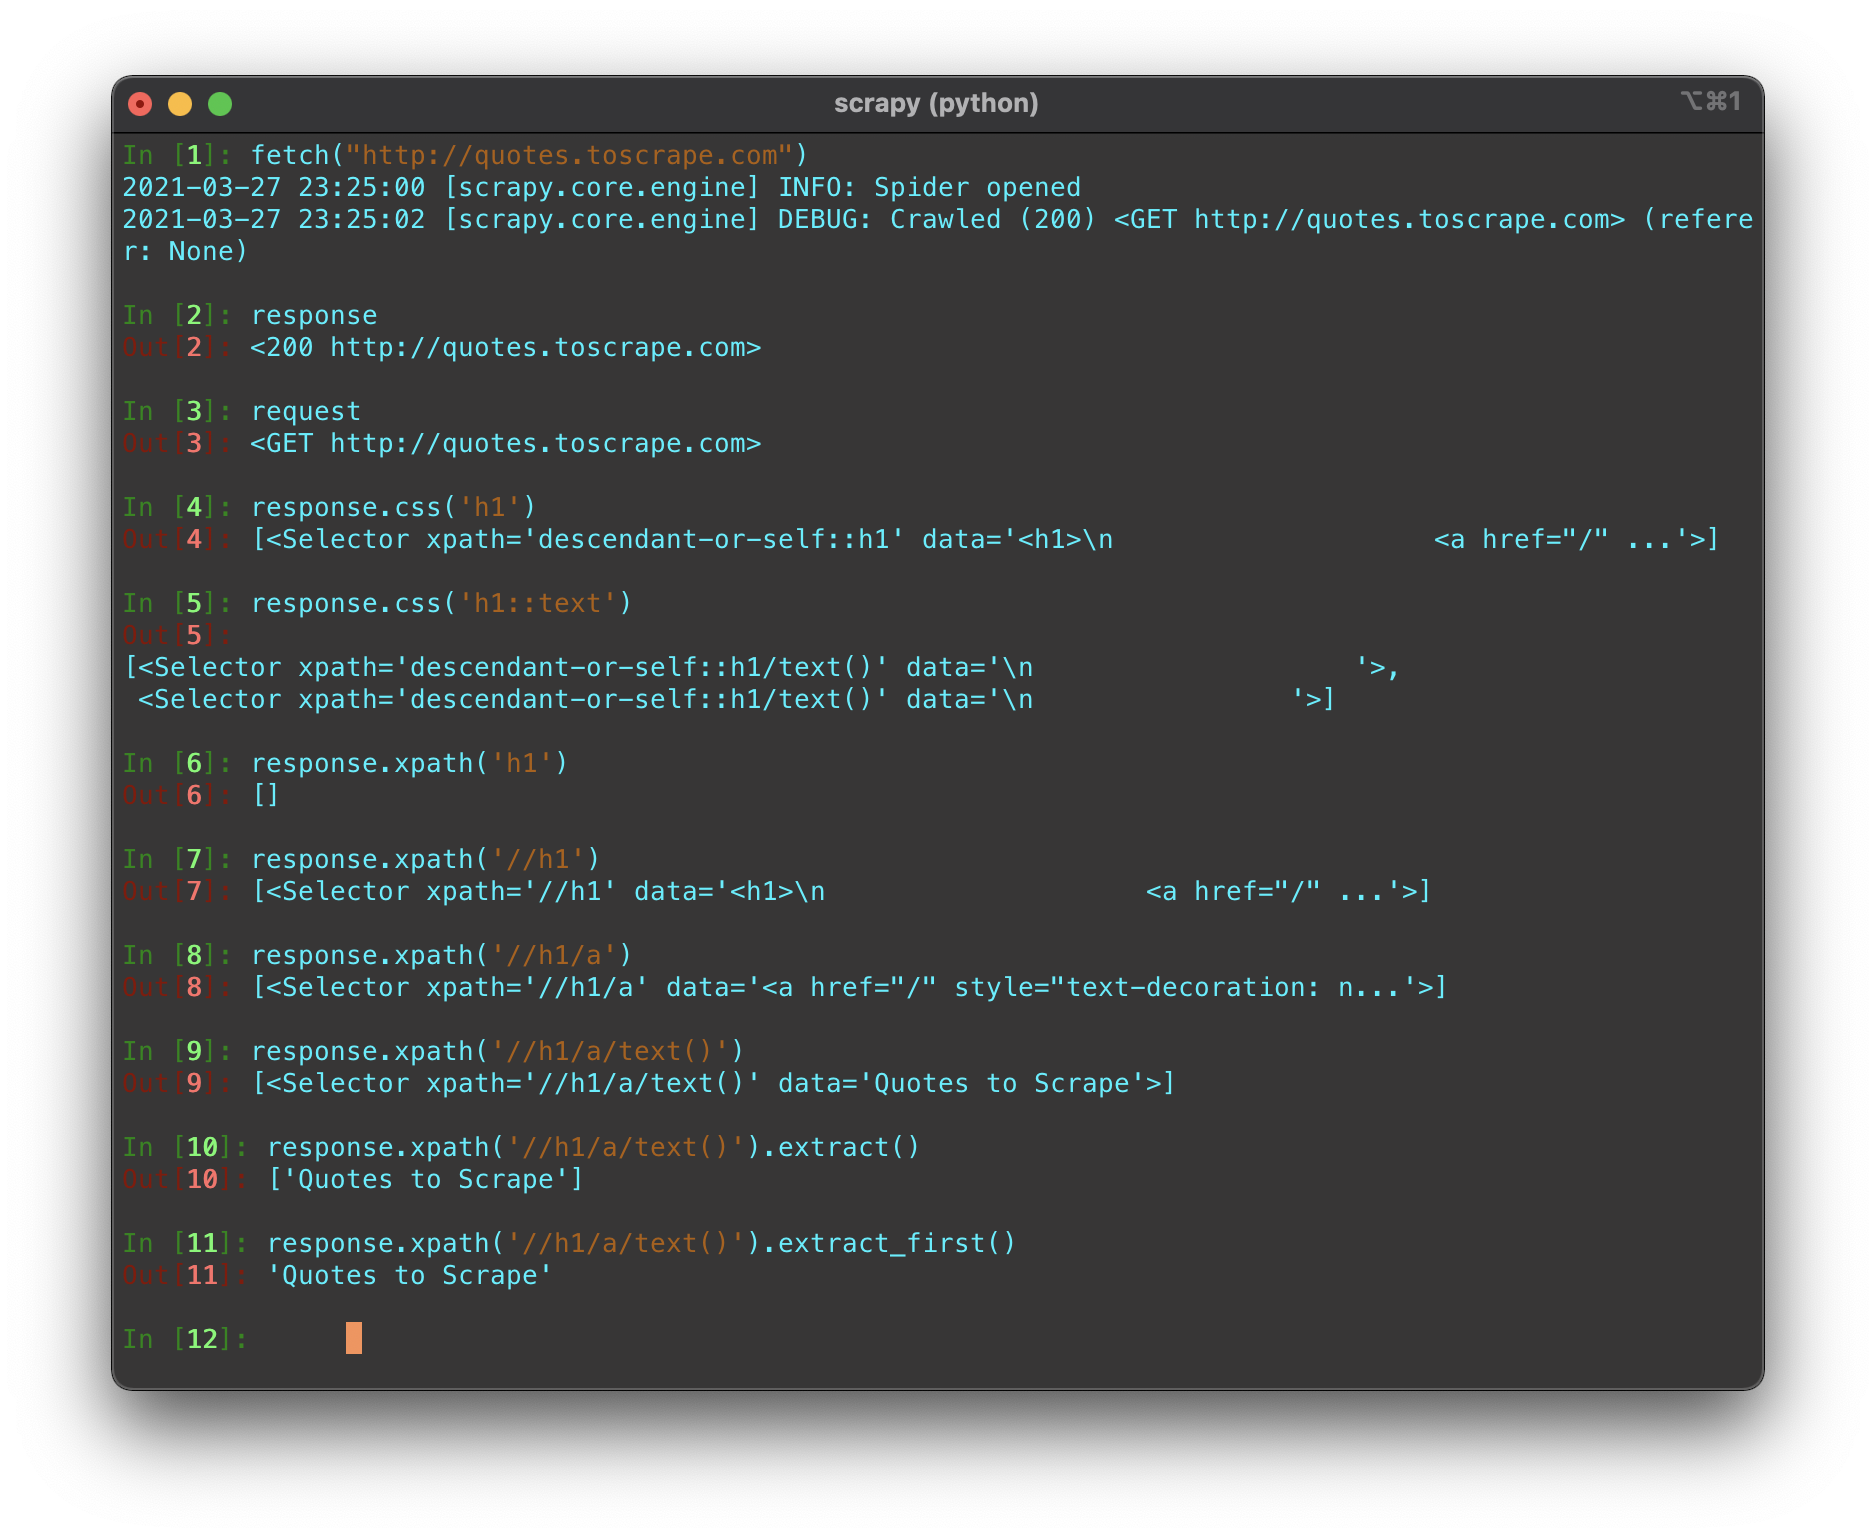 scrapy (python)
⌥⌘1
In [1]: fetch("http://quotes.toscrape.com")
2021-03-27 23:25:00 [scrapy.core.engine] INFO: Spider opened
2021-03-27 23:25:02 [scrapy.core.engine] DEBUG: Crawled (200) <GET http://quotes.toscrape.com> (refere
r: None)
In [2]: response
Out[2]: <200 http://quotes.toscrape.com>
In [3]: request
Out[3]: <GET http://quotes.toscrape.com>
In [4]: response.css('h1')
Out[4]: [<Selector xpath='descendant-or-self::h1' data='<h1>\n                    <a href="/" ...'>]
In [5]: response.css('h1::text')
Out[5]:
[<Selector xpath='descendant-or-self::h1/text()' data='\n                    '>,
 <Selector xpath='descendant-or-self::h1/text()' data='\n                '>]
In [6]: response.xpath('h1')
Out[6]: []
In [7]: response.xpath('//h1')
Out[7]: [<Selector xpath='//h1' data='<h1>\n                    <a href="/" ...'>]
In [8]: response.xpath('//h1/a')
Out[8]: [<Selector xpath='//h1/a' data='<a href="/" style="text-decoration: n...'>]
In [9]: response.xpath('//h1/a/text()')
Out[9]: [<Selector xpath='//h1/a/text()' data='Quotes to Scrape'>]
In [10]: response.xpath('//h1/a/text()').extract()
Out[10]: ['Quotes to Scrape']
In [11]: response.xpath('//h1/a/text()').extract_first()
Out[11]: 'Quotes to Scrape'
In [12]: